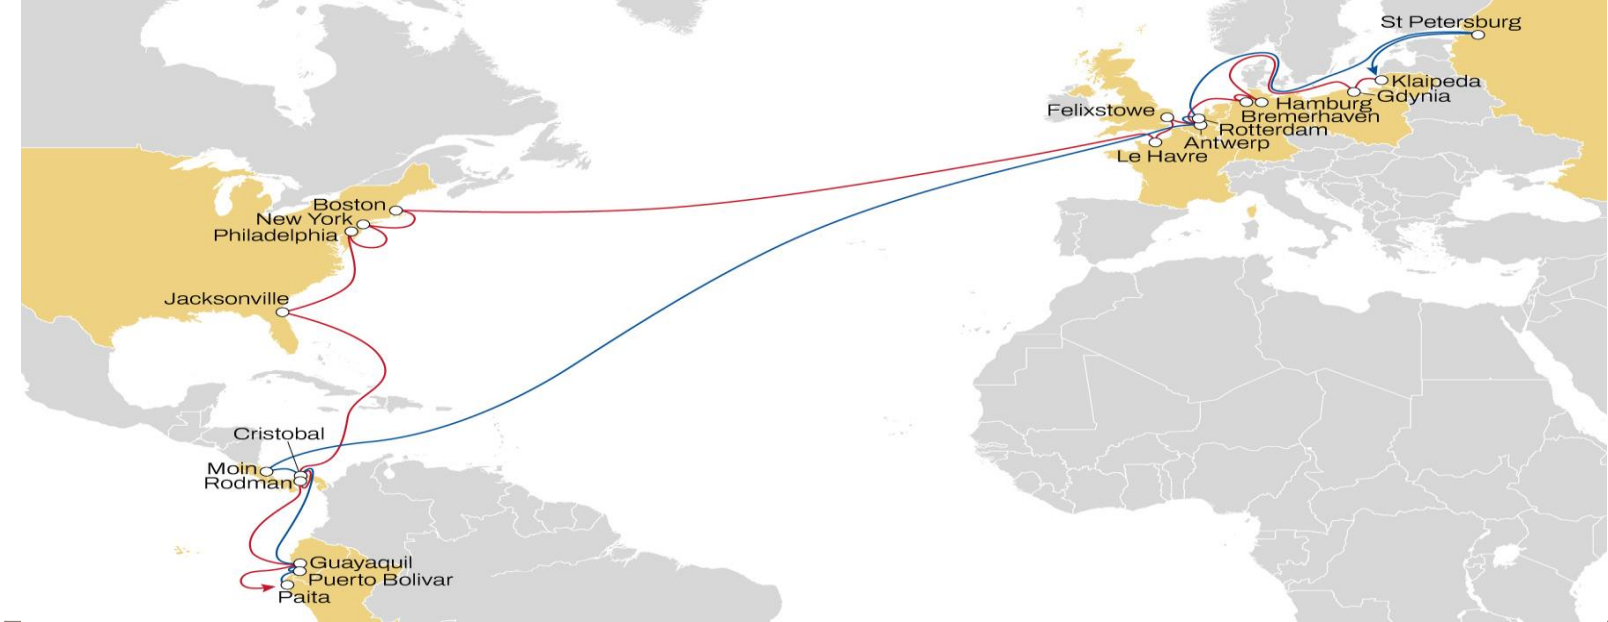 St Petersburg
Klaipeda
Gdynia
Hamburg
Bremerhaven
Felixstowe
Rotterdam
Antwerp
Le Havre
Boston
New York
Philadelphia
Jacksonville
Cristobal
Moin
Rodman
Guayaquil
Puerto Bolivar
Paita